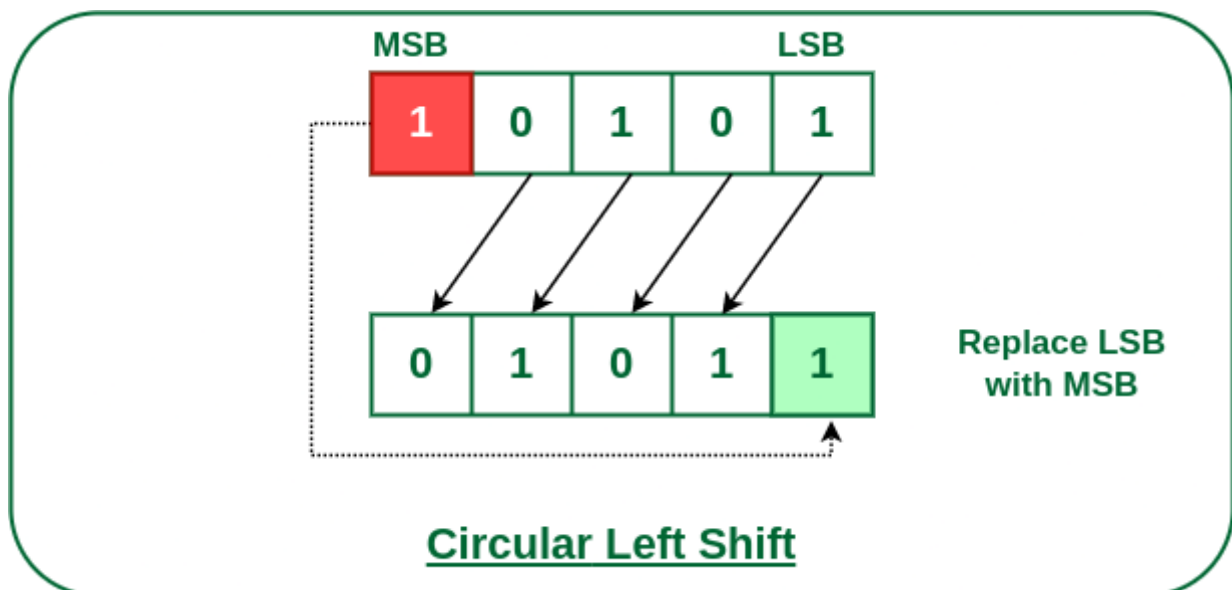 MSB LSB
1 0 1 0 1
0 1 0 1 1
Replace LSB
with MSB
Circular Left Shift